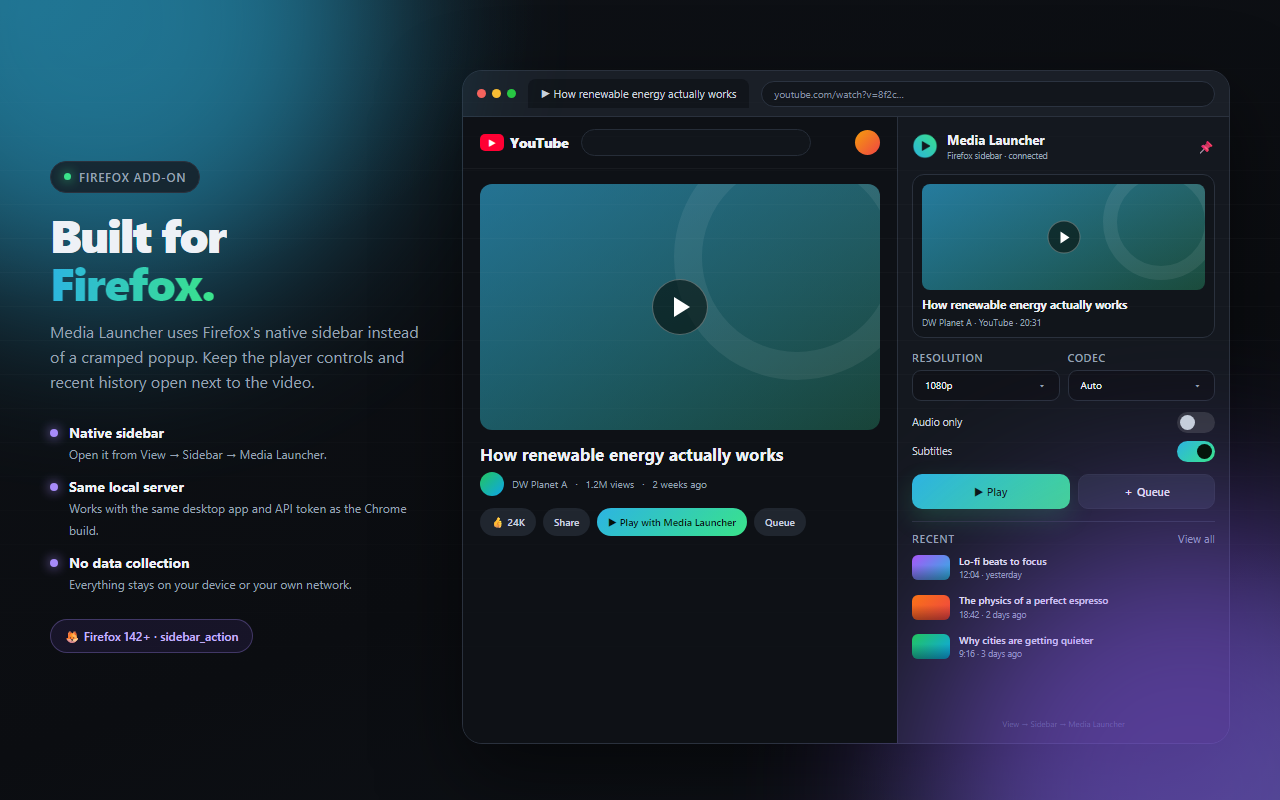 FIREFOX ADD-ON
Built for
Firefox.
Media Launcher uses Firefox's native sidebar instead
of a cramped popup. Keep the player controls and
recent history open next to the video.
Native sidebar
Open it from View → Sidebar → Media Launcher.
Same local server
Works with the same desktop app and API token as the Chrome
build.
No data collection
Everything stays on your device or your own network.
Firefox 142+ · sidebar_action
▶ How renewable energy actually works
youtube.com/watch?v=8f2c...
YouTube
How renewable energy actually works
DW Planet A · 1.2M views · 2 weeks ago
👍 24K
Share
▶ Play with Media Launcher
Queue
Media Launcher
Firefox sidebar · connected
How renewable energy actually works
DW Planet A · YouTube · 20:31
RESOLUTION
CODEC
1080p
Auto
Audio only
Subtitles
▶ Play
+ Queue
RECENT
View all
Lo-fi beats to focus
12:04 · yesterday
The physics of a perfect espresso
18:42 · 2 days ago
Why cities are getting quieter
9:16 · 3 days ago
View → Sidebar → Media Launcher